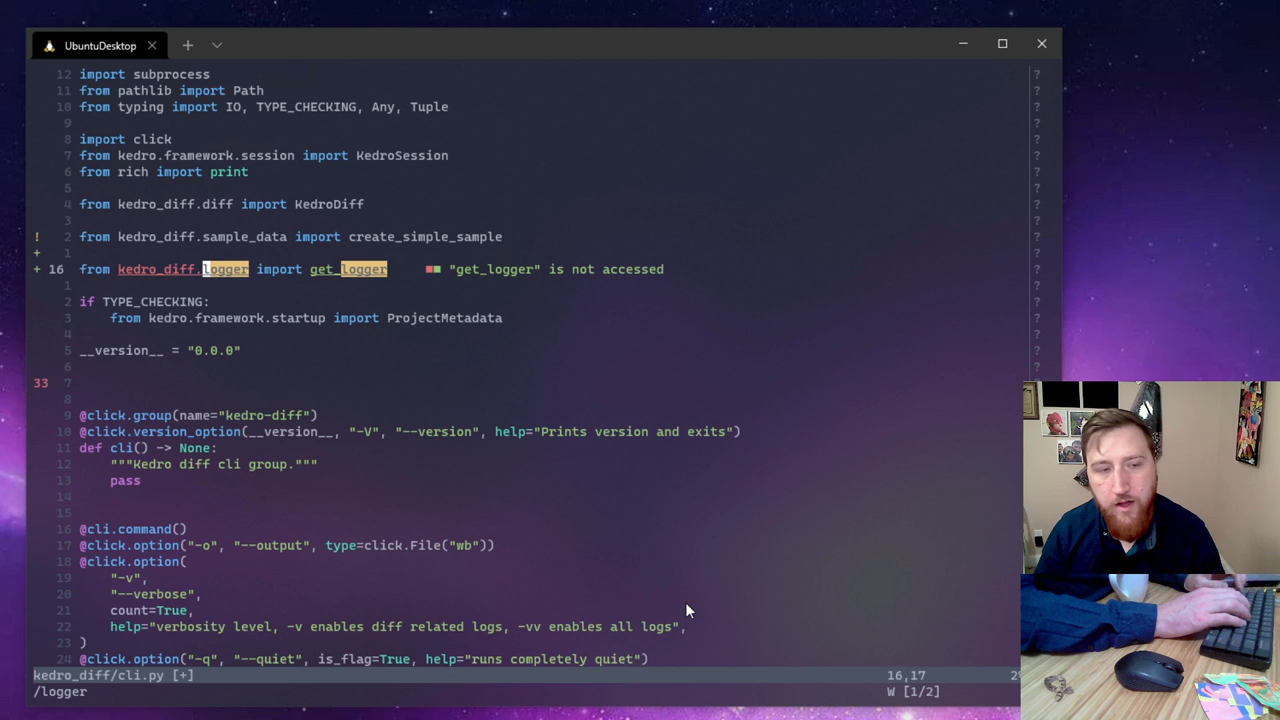 UbuntuDesktop
12 import subprocess
11 from pathlib import Path
10 from typing import IO, TYPE_CHECKING, Any, Tuple
9
8 import click
7 from kedro.framework.session import KedroSession
6 from rich import print
5
4 from kedro_diff.diff import KedroDiff
3
! 2 from kedro_diff.sample_data import create_simple_sample
+ 1
+ 16 from kedro_diff.logger import get_logger ■■ "get_logger" is not accessed
1
2 if TYPE_CHECKING:
3 from kedro.framework.startup import ProjectMetadata
4
5 __version__ = "0.0.0"
6
33 7
8
9 @click.group(name="kedro-diff")
10 @click.version_option(__version__, "-V", "--version", help="Prints version and exits")
11 def cli() -> None:
12 """Kedro diff cli group."""
13 pass
14
15
16 @cli.command()
17 @click.option("-o", "--output", type=click.File("wb"))
18 @click.option(
19 "-v",
20 "--verbose",
21 count=True,
22 help="verbosity level, -v enables diff related logs, -vv enables all logs",
23 )
24 @click.option("-q", "--quiet", is_flag=True, help="runs completely quiet")
kedro_diff/cli.py [+] 16,17
/logger W [1/2]